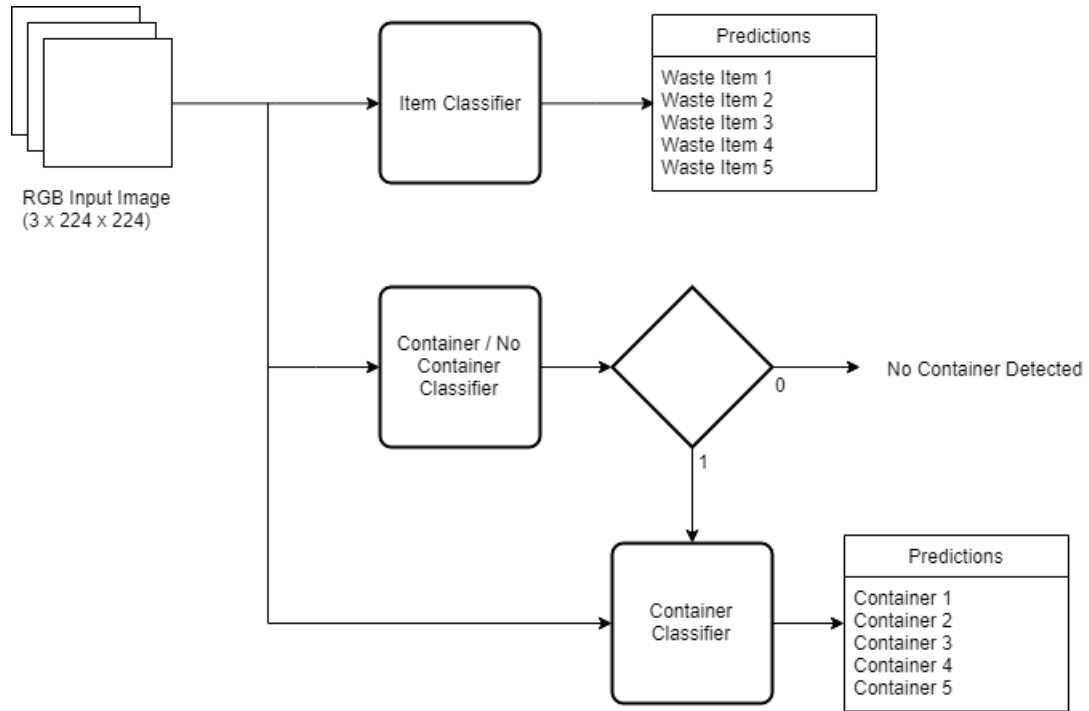 RGB Input Image
(3 x 224 x 224)
Item Classifier
Predictions
Waste Item 1
Waste Item 2
Waste Item 3
Waste Item 4
Waste Item 5
Container / No
Container
Classifier
0
No Container Detected
1
Container
Classifier
Predictions
Container 1
Container 2
Container 3
Container 4
Container 5